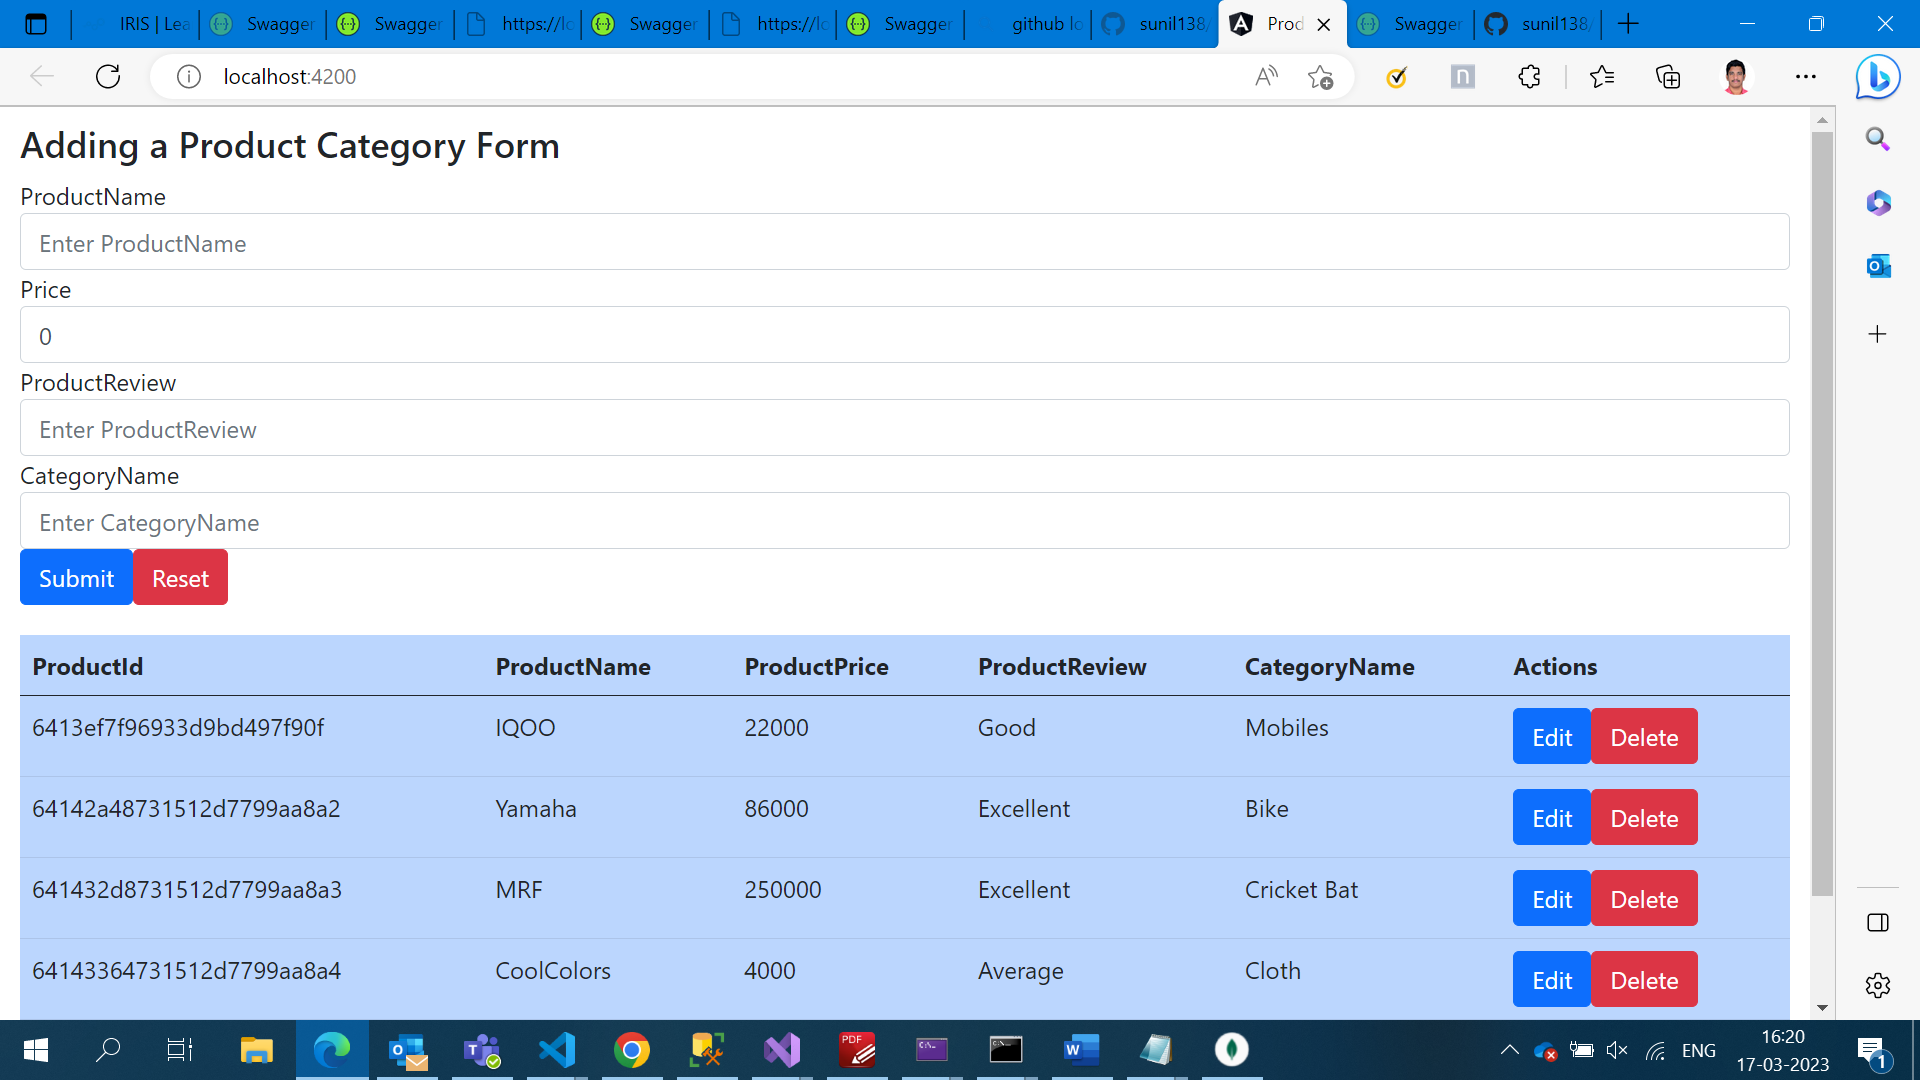 IRIS | Lea Swagger Swagger https://lo Swagger https://lo Swagger github lo sunil138/ Prod Swagger sunil138/
localhost:4200
Adding a Product Category Form
ProductName
Enter ProductName
Price
0
ProductReview
Enter ProductReview
CategoryName
Enter CategoryName
Submit Reset
ProductId ProductName ProductPrice ProductReview CategoryName Actions
6413ef7f96933d9bd497f90f IQOO 22000 Good Mobiles Edit Delete
64142a48731512d7799aa8a2 Yamaha 86000 Excellent Bike Edit Delete
641432d8731512d7799aa8a3 MRF 250000 Excellent Cricket Bat Edit Delete
64143364731512d7799aa8a4 CoolColors 4000 Average Cloth Edit Delete
ENG
16:20
17-03-2023
1